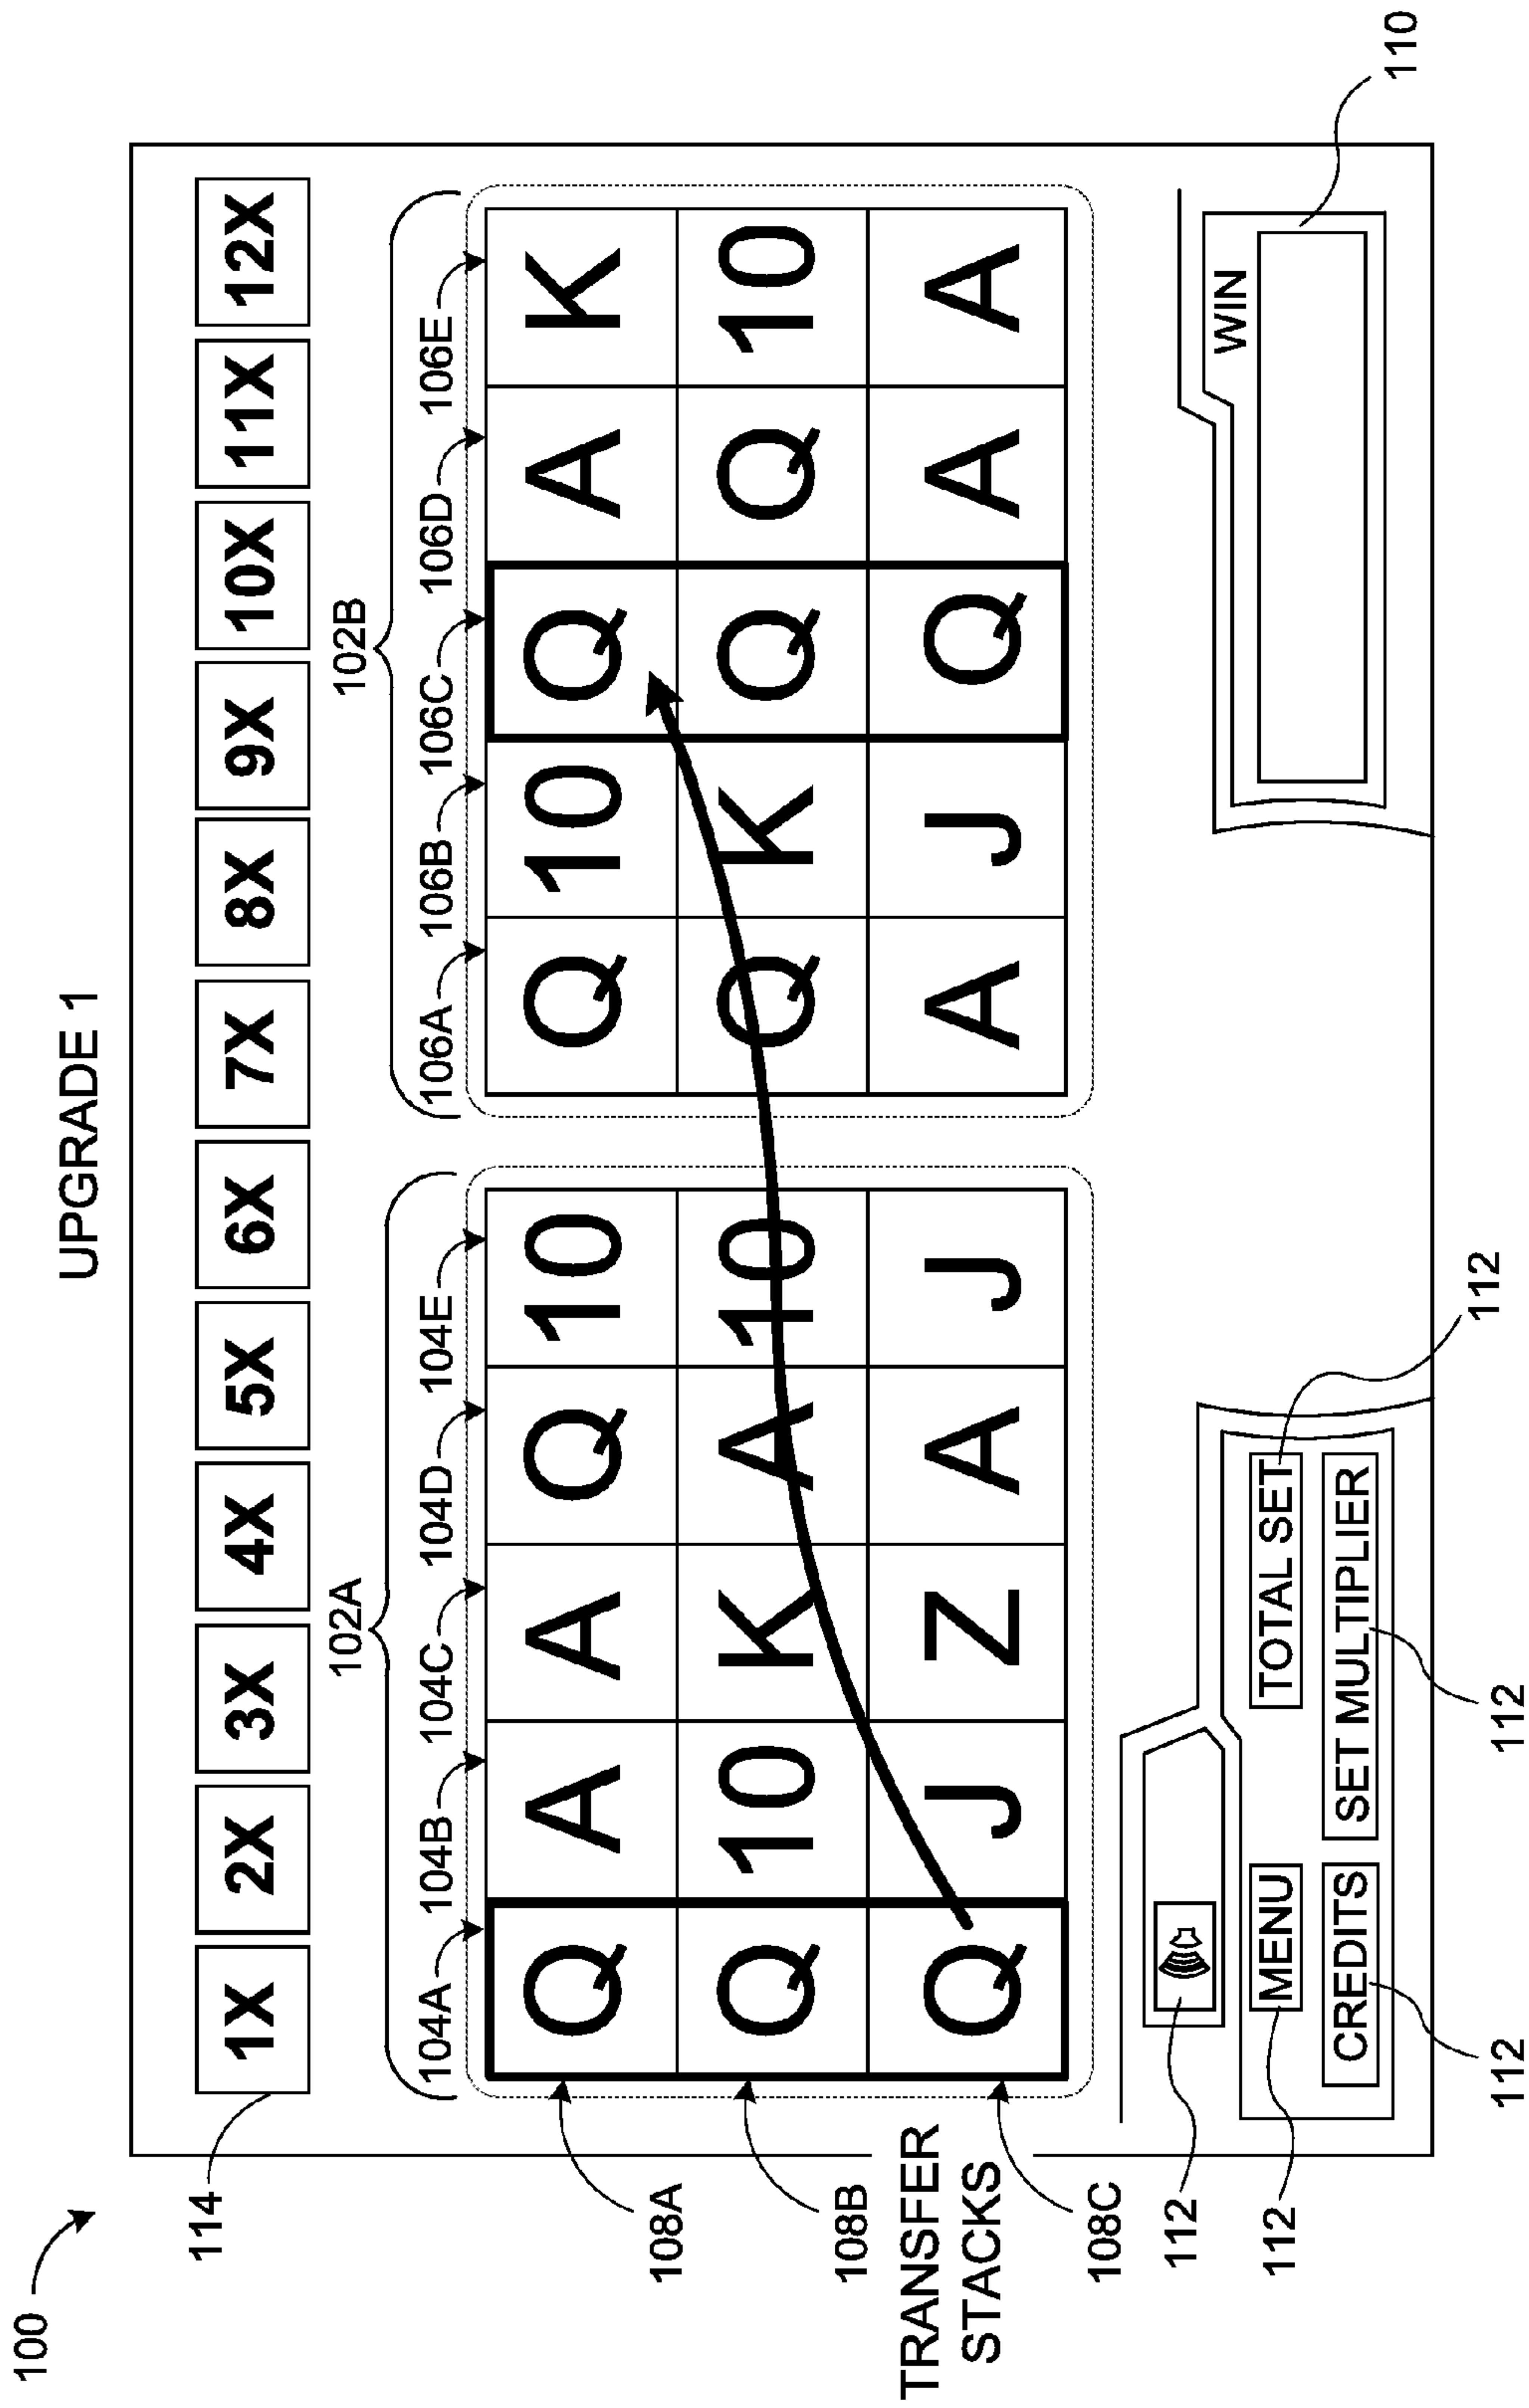 100
UPGRADE 1
114
1X 2X 3X 4X 5X 6X 7X 8X 9X 10X 11X 12X
102A 102B
104A 104B 104C 104D 104E 106A 106B 106C 106D 106E
Q A A Q 10 Q 10 Q A K
108A
Q 10 K A 10 Q K Q Q 10
108B
TRANSFER
STACKS
Q J Z A J A J Q A A
108C
112
WIN
112
MENU TOTAL SET
CREDITS SET MULTIPLIER
110
112
112
112